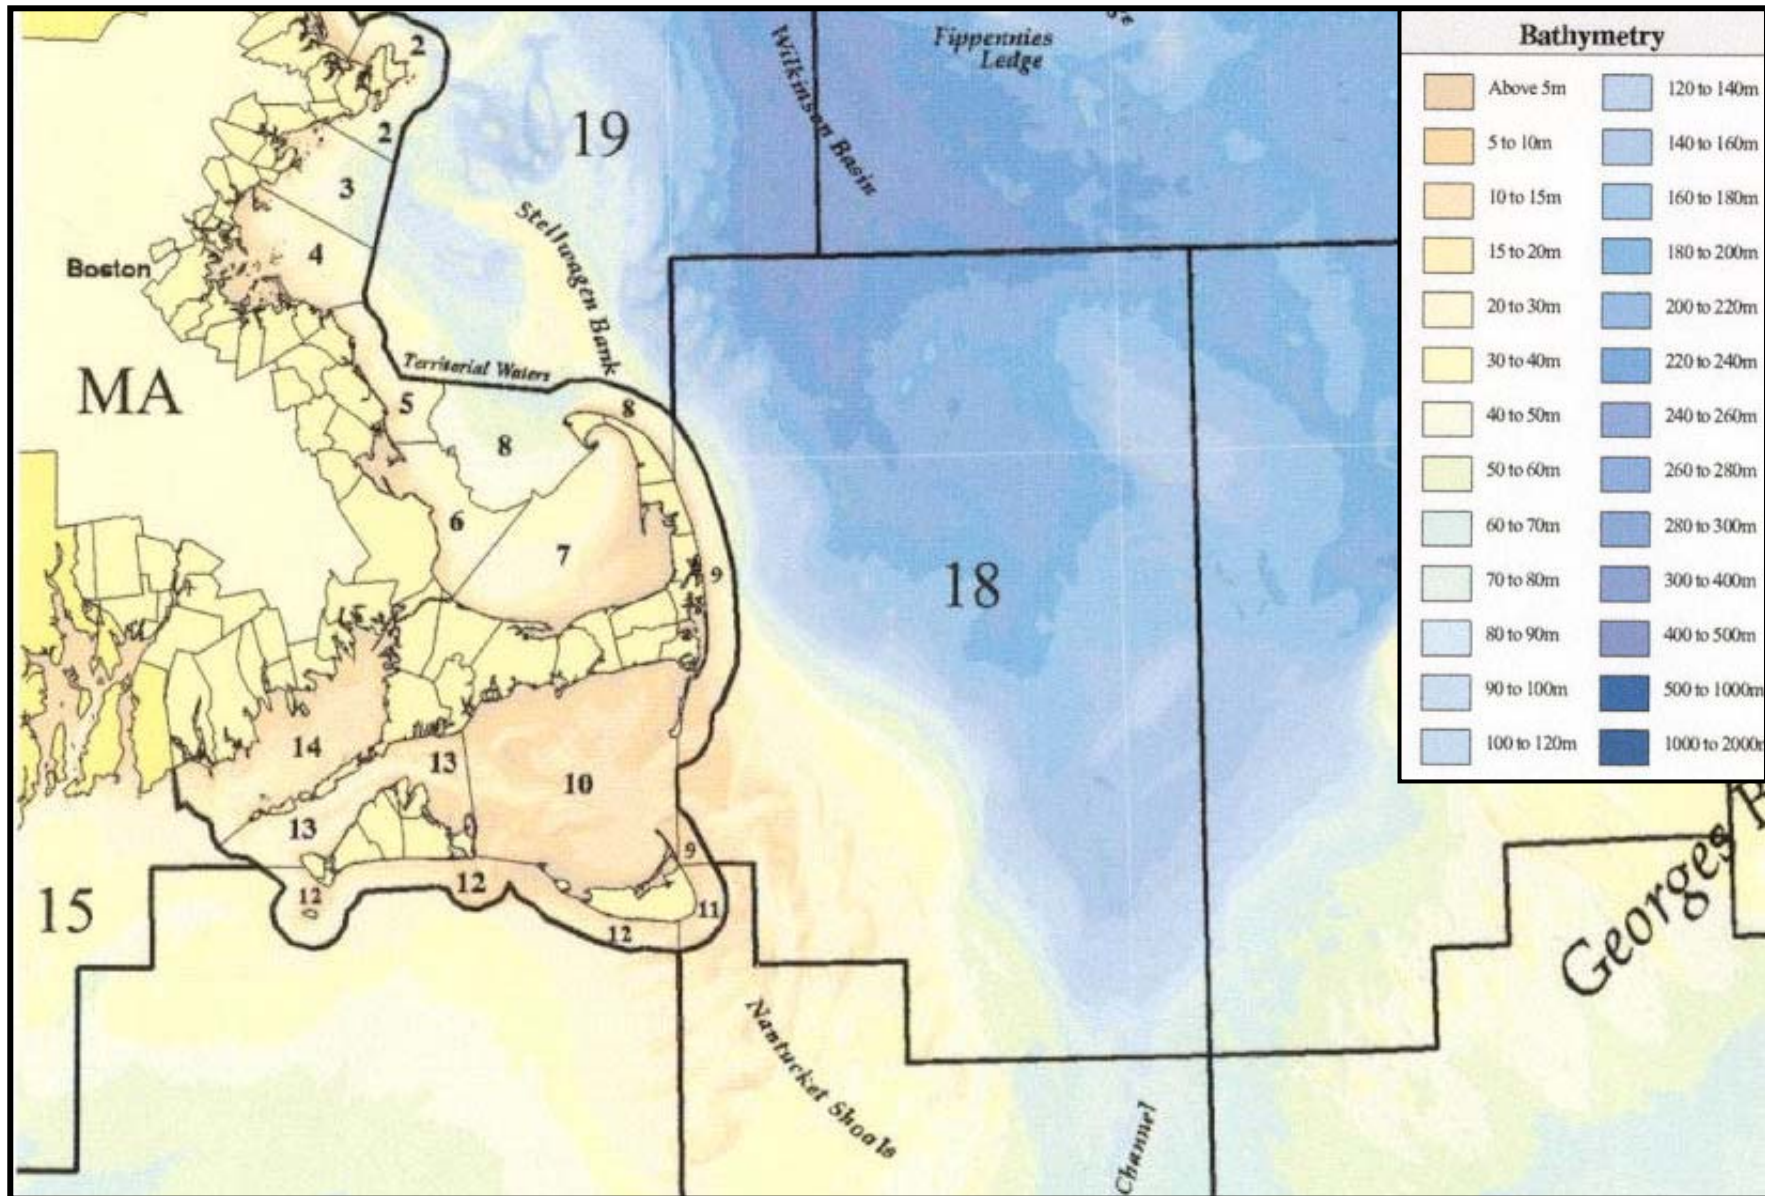 2
Fippennies
Ledge
Wilkinson Basin
2
19
3
Stellwagen Bank
4
Boston
Territorial Waters
MA
5
8
8
6
7
9
18
14
13
10
13
9
12
12
11
12
15
Georges
Nantucket Shoals
Channel
Bathymetry
Above 5m
5 to 10m
10 to 15m
15 to 20m
20 to 30m
30 to 40m
40 to 50m
50 to 60m
60 to 70m
70 to 80m
80 to 90m
90 to 100m
100 to 120m
120 to 140m
140 to 160m
160 to 180m
180 to 200m
200 to 220m
220 to 240m
240 to 260m
260 to 280m
280 to 300m
300 to 400m
400 to 500m
500 to 1000m
1000 to 2000